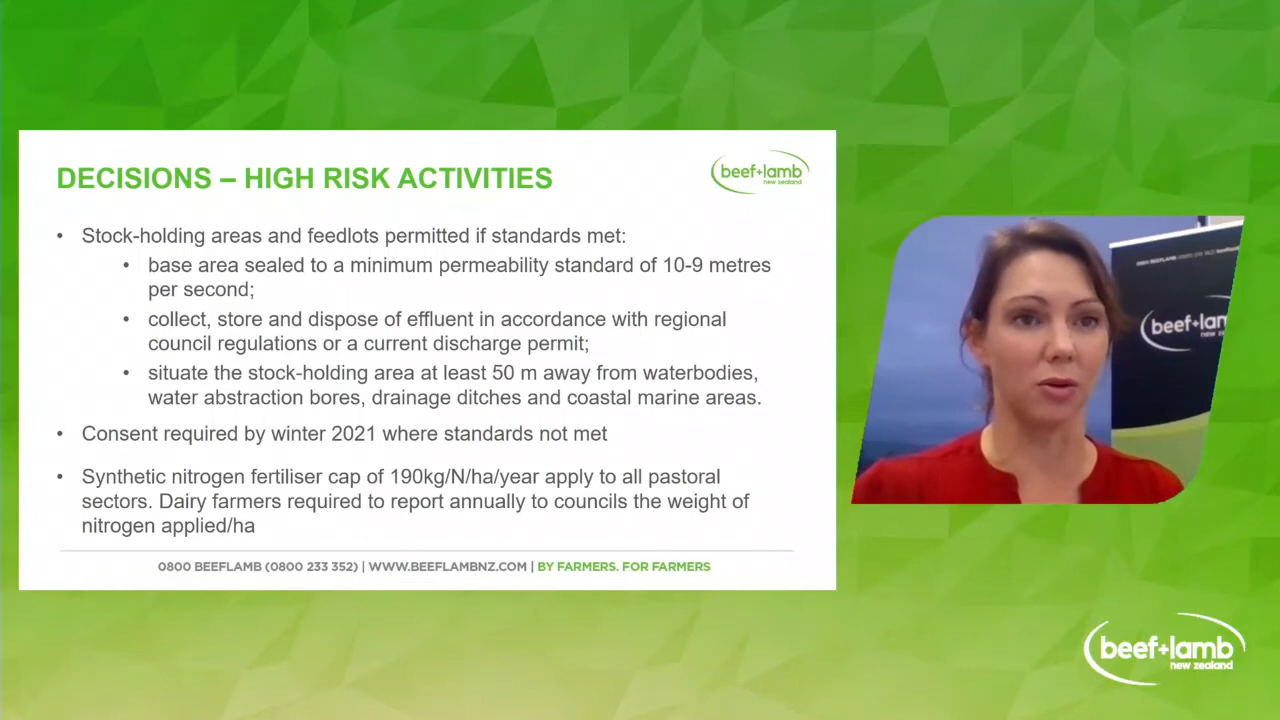 DECISIONS – HIGH RISK ACTIVITIES
beef+lamb
new zealand
• Stock-holding areas and feedlots permitted if standards met:
• base area sealed to a minimum permeability standard of 10-9 metres
per second;
• collect, store and dispose of effluent in accordance with regional
council regulations or a current discharge permit;
• situate the stock-holding area at least 50 m away from waterbodies,
water abstraction bores, drainage ditches and coastal marine areas.
• Consent required by winter 2021 where standards not met
• Synthetic nitrogen fertiliser cap of 190kg/N/ha/year apply to all pastoral
sectors. Dairy farmers required to report annually to councils the weight of
nitrogen applied/ha
0800 BEEFLAMB (0800 233 352) | WWW.BEEFLAMBNZ.COM | BY FARMERS. FOR FARMERS
beef+lam
new ze
beef+lamb
new zealand